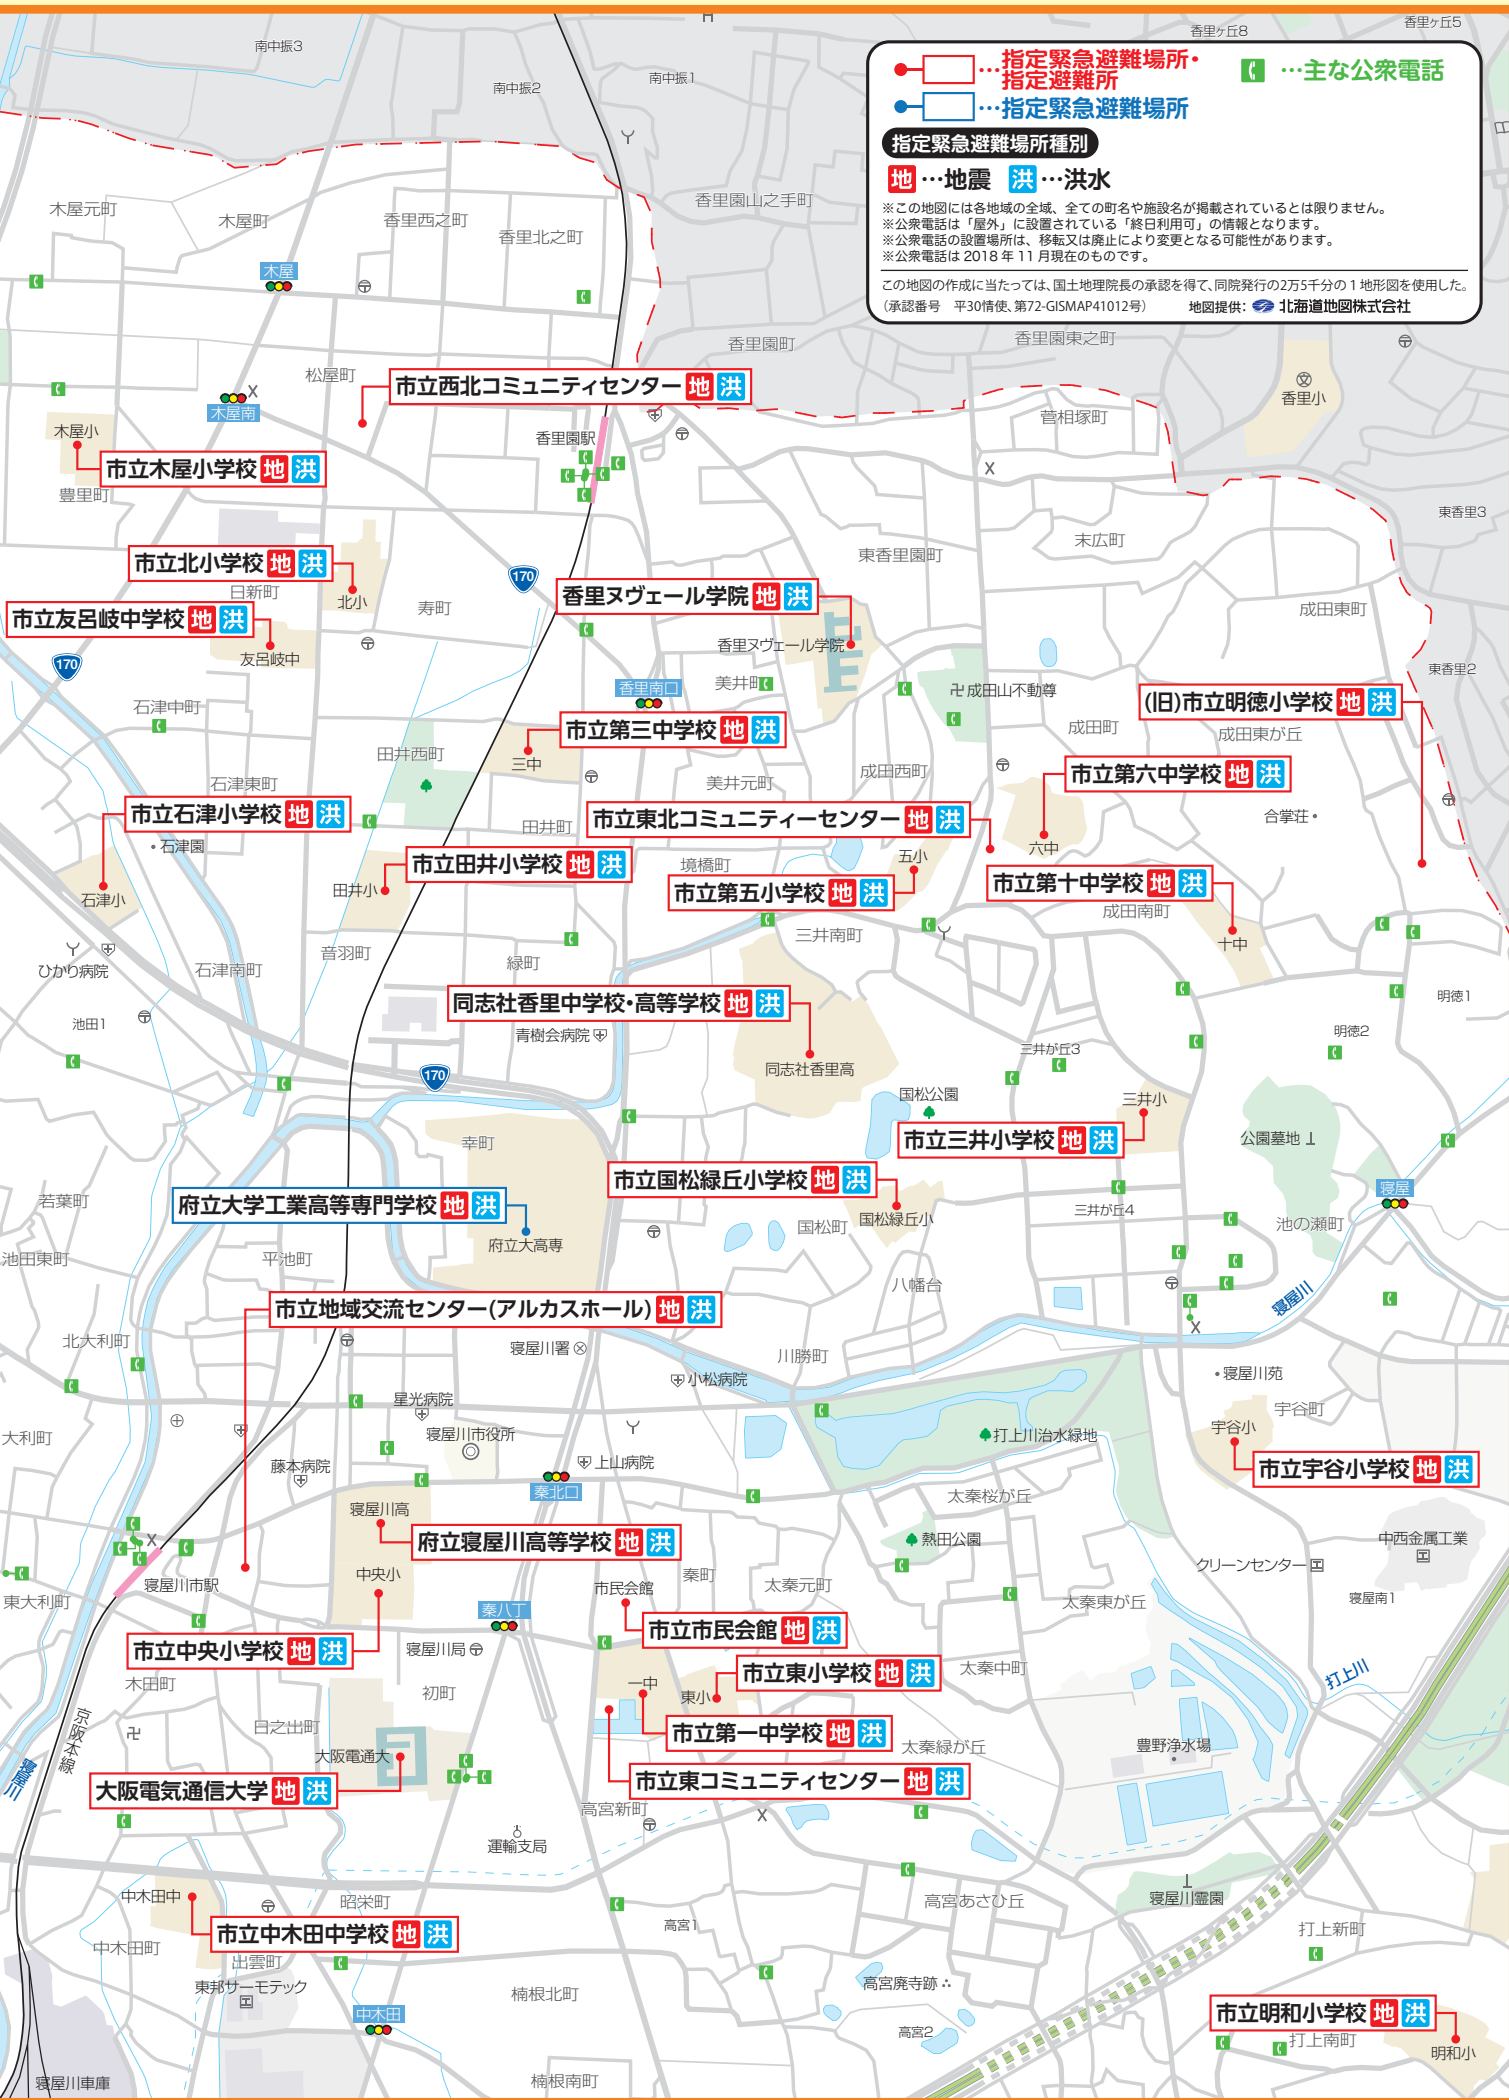 南中振3
南中振2
南中振1
香里ヶ丘8
香里ヶ丘5
…指定緊急避難場所・
指定避難所
…主な公衆電話
…指定緊急避難場所
指定緊急避難場所種別
地…地震 洪…洪水
※この地図には各地域の全域、全ての町名や施設名が掲載されているとは限りません。
※公衆電話は「屋外」に設置されている「終日利用可」の情報となります。
※公衆電話の設置場所は、移転又は廃止により変更となる可能性があります。
※公衆電話は 2018 年 11 月現在のものです。
この地図の作成に当たっては、国土地理院長の承認を得て、同院発行の2万5千分の1地形図を使用した。
(承認番号 平30情使、第72-GISMAP41012号) 地図提供: 北海道地図株式会社
木屋元町
木屋町
香里西之町
香里北之町
香里園山之手町
木屋
香里園町
香里園東之町
松屋町
市立西北コミュニティセンター 地 洪
香里小
木屋南
菅相塚町
木屋小
香里園駅
市立木屋小学校 地 洪
豊里町
東香里3
末広町
東香里園町
市立北小学校 地 洪
170
日新町
北小
寿町
香里ヌヴェール学院 地 洪
成田東町
市立友呂岐中学校 地 洪
香里ヌヴェール学院
友呂岐中
170
東香里2
香里南口
美井町
成田山不動尊
(旧)市立明徳小学校 地 洪
石津中町
市立第三中学校 地 洪
成田町
成田東が丘
田井西町
三中
石津東町
美井元町
成田西町
市立第六中学校 地 洪
市立石津小学校 地 洪
市立東北コミュニティーセンター 地 洪
合掌荘
田井町
石津園
六中
市立田井小学校 地 洪
境橋町
五小
田井小
市立第五小学校 地 洪
市立第十中学校 地 洪
石津小
成田南町
三井南町
十中
音羽町
緑町
ひかり病院
石津南町
同志社香里中学校・高等学校 地 洪
明徳1
池田1
青樹会病院
明徳2
三井が丘3
同志社香里高
170
国松公園
三井小
幸町
市立三井小学校 地 洪
公園墓地
市立国松緑丘小学校 地 洪
若葉町
府立大学工業高等専門学校 地 洪
寝屋
国松緑丘小
三井が丘4
国松町
池の瀬町
府立大高専
池田東町
平池町
八幡台
寝屋川
市立地域交流センター(アルカスホール) 地 洪
北大利町
寝屋川署
川勝町
小松病院
寝屋川苑
星光病院
宇谷町
宇谷小
大利町
寝屋川市役所
打上川治水緑地
藤本病院
上山病院
市立宇谷小学校 地 洪
秦北口
太秦桜が丘
寝屋川高
府立寝屋川高等学校 地 洪
熱田公園
中西金属工業
クリーンセンター
中央小
秦町
寝屋川市駅
市民会館
太秦元町
寝屋南1
東大利町
太秦東が丘
秦八丁
市立市民会館 地 洪
市立中央小学校 地 洪
寝屋川局
太秦中町
市立東小学校 地 洪
木田町
一中
東小
打上川
初町
京阪本線
日之出町
市立第一中学校 地 洪
太秦緑が丘
豊野浄水場
大阪電通大
寝屋川
市立東コミュニティセンター 地 洪
大阪電気通信大学 地 洪
高宮新町
運輸支局
中木田中
昭栄町
高宮あさひ丘
寝屋川霊園
高宮1
打上新町
市立中木田中学校 地 洪
中木田町
出雲町
高宮廃寺跡
東邦サーモテック
楠根北町
中木田
市立明和小学校 地 洪
高宮2
打上南町
明和小
楠根南町
寝屋川車庫